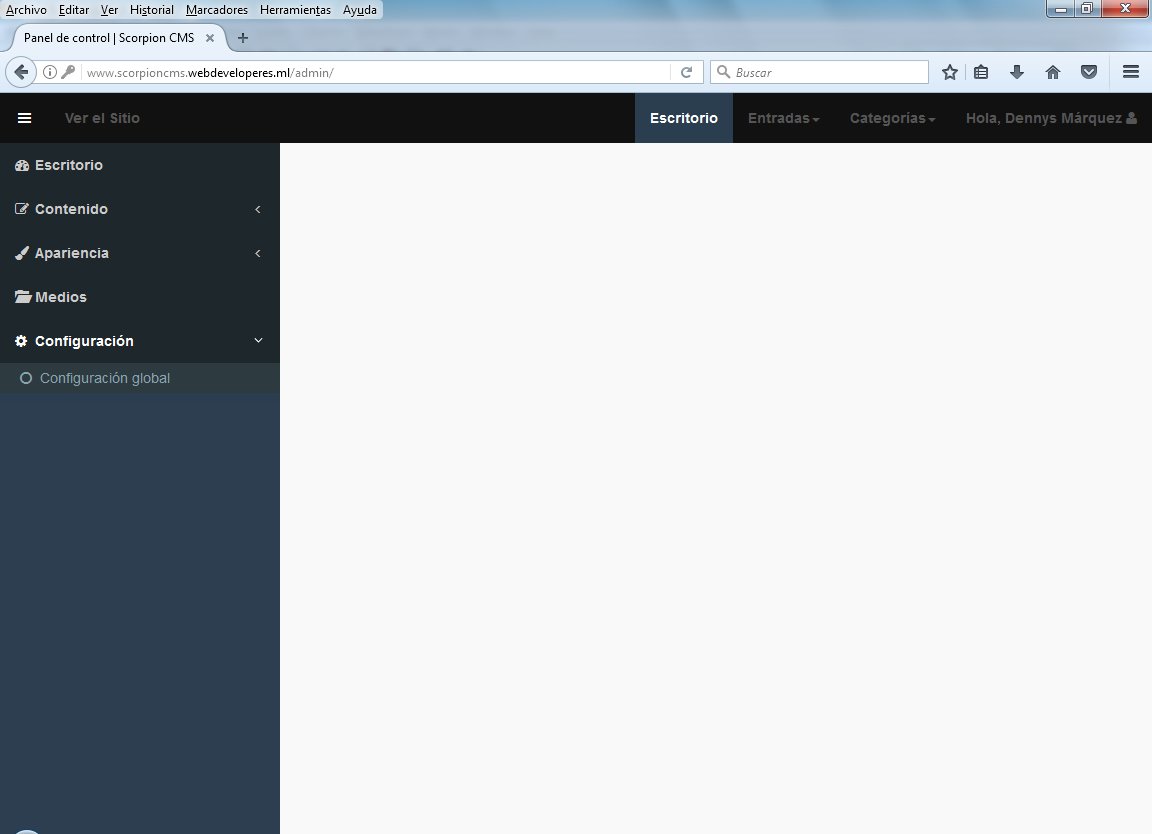 Archivo Editar Ver Historial Marcadores Herramientas Ayuda
Panel de control | Scorpion CMS
www.scorpioncms.webdeveloperes.ml/admin/
Buscar
Ver el Sitio
Escritorio
Entradas
Categorías
Hola, Dennys Márquez
Escritorio
Contenido
Apariencia
Medios
Configuración
Configuración global